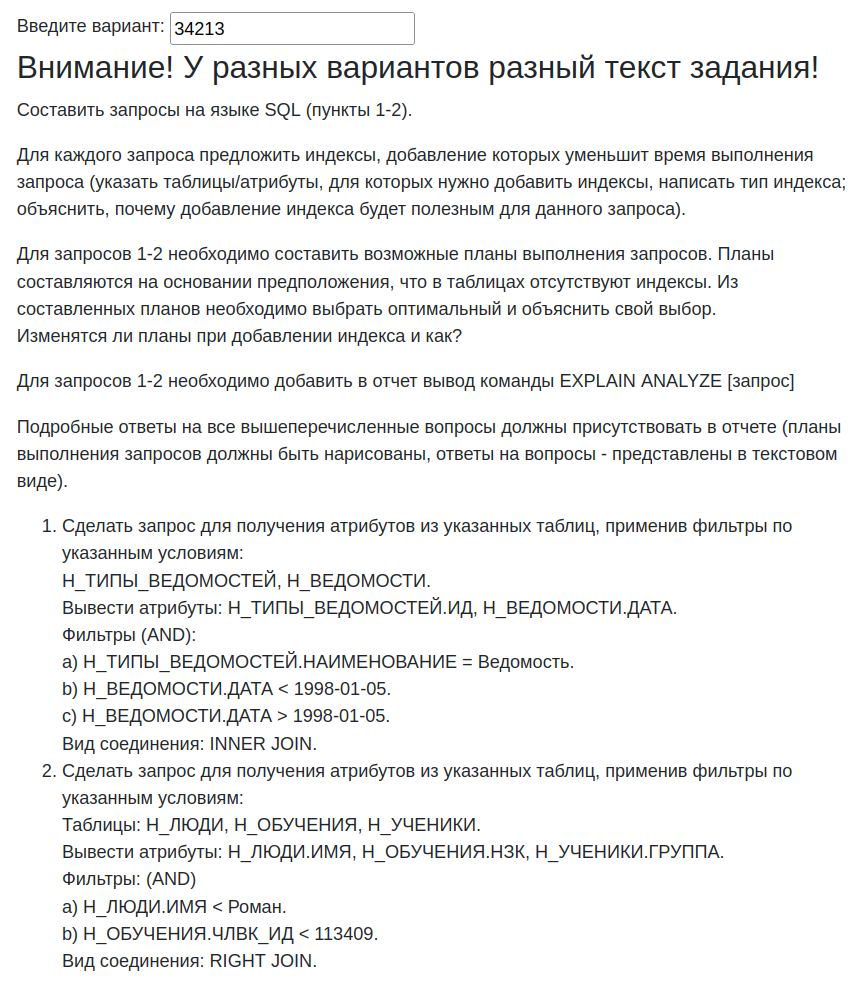 Введите вариант: 34213
Внимание! У разных вариантов разный текст задания!
Составить запросы на языке SQL (пункты 1-2).
Для каждого запроса предложить индексы, добавление которых уменьшит время выполнения
запроса (указать таблицы/атрибуты, для которых нужно добавить индексы, написать тип индекса;
объяснить, почему добавление индекса будет полезным для данного запроса).
Для запросов 1-2 необходимо составить возможные планы выполнения запросов. Планы
составляются на основании предположения, что в таблицах отсутствуют индексы. Из
составленных планов необходимо выбрать оптимальный и объяснить свой выбор.
Изменятся ли планы при добавлении индекса и как?
Для запросов 1-2 необходимо добавить в отчет вывод команды EXPLAIN ANALYZE [запрос]
Подробные ответы на все вышеперечисленные вопросы должны присутствовать в отчете (планы
выполнения запросов должны быть нарисованы, ответы на вопросы - представлены в текстовом
виде).
1. Сделать запрос для получения атрибутов из указанных таблиц, применив фильтры по
указанным условиям:
Н_ТИПЫ_ВЕДОМОСТЕЙ, Н_ВЕДОМОСТИ.
Вывести атрибуты: Н_ТИПЫ_ВЕДОМОСТЕЙ.ИД, Н_ВЕДОМОСТИ.ДАТА.
Фильтры (AND):
a) Н_ТИПЫ_ВЕДОМОСТЕЙ.НАИМЕНОВАНИЕ = Ведомость.
b) Н_ВЕДОМОСТИ.ДАТА < 1998-01-05.
c) Н_ВЕДОМОСТИ.ДАТА > 1998-01-05.
Вид соединения: INNER JOIN.
2. Сделать запрос для получения атрибутов из указанных таблиц, применив фильтры по
указанным условиям:
Таблицы: Н_ЛЮДИ, Н_ОБУЧЕНИЯ, Н_УЧЕНИКИ.
Вывести атрибуты: Н_ЛЮДИ.ИМЯ, Н_ОБУЧЕНИЯ.НЗК, Н_УЧЕНИКИ.ГРУППА.
Фильтры: (AND)
a) Н_ЛЮДИ.ИМЯ < Роман.
b) Н_ОБУЧЕНИЯ.ЧЛВК_ИД < 113409.
Вид соединения: RIGHT JOIN.